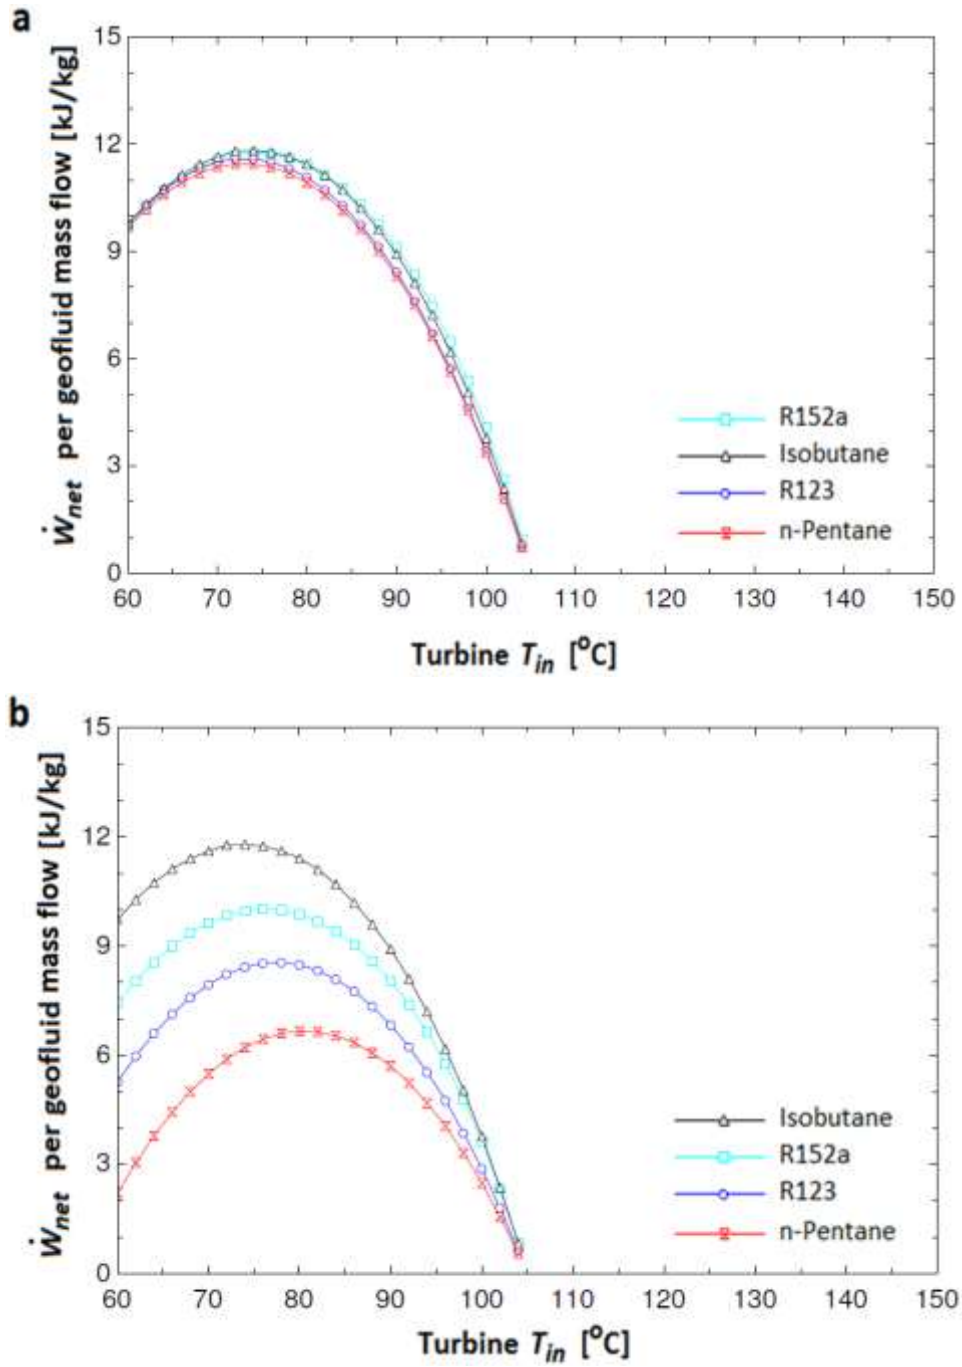 a
15
12
9
6
3
0
Ẇnet per geofluid mass flow [kJ/kg]
R152a
Isobutane
R123
n-Pentane
60 70 80 90 100 110 120 130 140 150
Turbine Tin [oC]
b
15
12
9
6
3
0
Ẇnet per geofluid mass flow [kJ/kg]
Isobutane
R152a
R123
n-Pentane
60 70 80 90 100 110 120 130 140 150
Turbine Tin [oC]